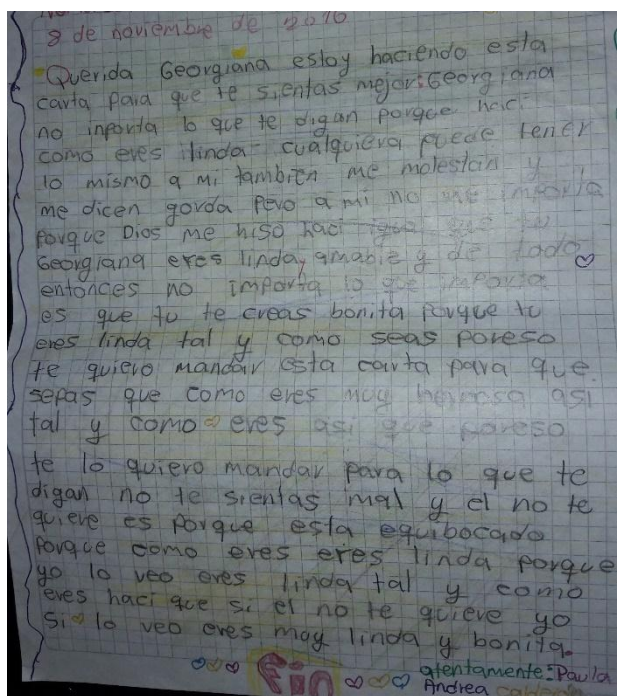 8 de noviembre de 2016
Querida Georgiana estoy haciendo esta
carta para que te sientas mejor: Georgiana
no inporta lo que te digan porque haci
como eres linda cualquiera puede tener
lo mismo a mi tambien me molestan y
me dicen gorda pero a mi no me importa
porque Dios me hiso haci igual que tu
Georgiana eres linda, amable y de todo
entonces no importa lo que importa
es que tu te creas bonita porque tu
eres linda tal y como seas poreso
te quiero mandar esta carta para que
sepas que como eres muy hermosa asi
tal y como eres asi que poreso
te lo quiero mandar para lo que te
digan no te sientas mal y el no te
quiere es porque esta equibocado
porque como eres eres linda porque
yo lo veo eres linda tal y como
eres haci que si el no te quiere yo
si lo veo eres muy linda y bonita.
Fin atentamente: Paula
Andrea